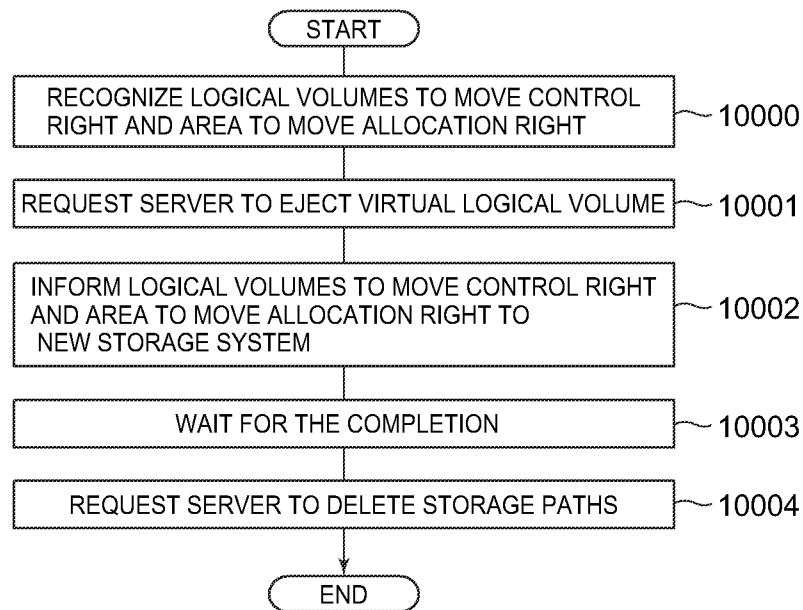 START
RECOGNIZE LOGICAL VOLUMES TO MOVE CONTROL
RIGHT AND AREA TO MOVE ALLOCATION RIGHT
10000
REQUEST SERVER TO EJECT VIRTUAL LOGICAL VOLUME
10001
INFORM LOGICAL VOLUMES TO MOVE CONTROL RIGHT
AND AREA TO MOVE ALLOCATION RIGHT TO
NEW STORAGE SYSTEM
10002
WAIT FOR THE COMPLETION
10003
REQUEST SERVER TO DELETE STORAGE PATHS
10004
END